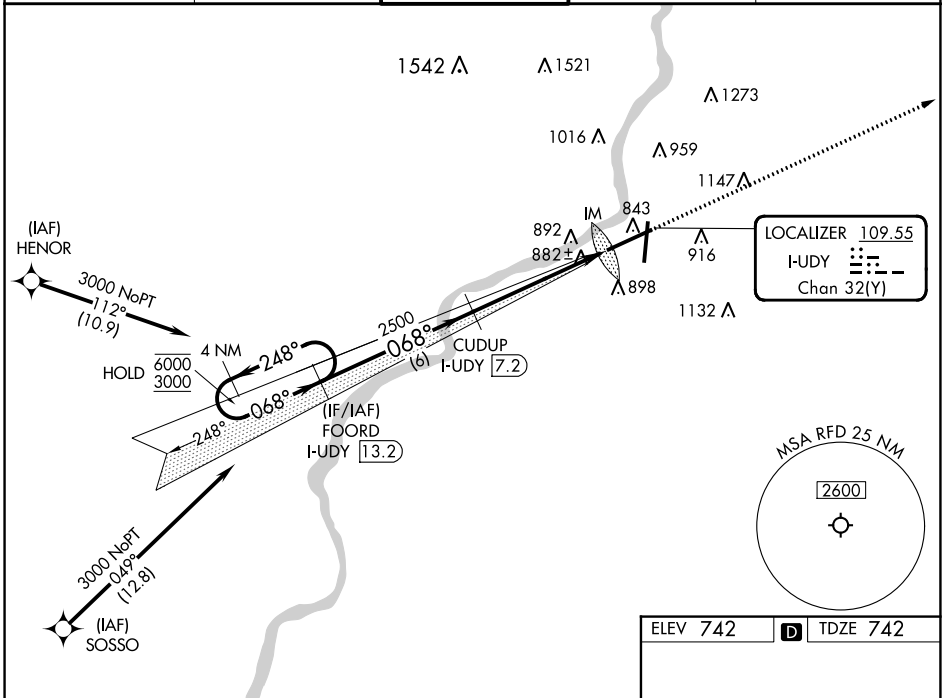 1542
1521
1273
1016
959
1147
(IAF)
HENOR
IM
843
892
882±
LOCALIZER 109.55
I-UDY
Chan 32(Y)
916
898
3000 NoPT
112°
(10.9)
1132
2500
068°
(6)
CUDUP
I-UDY 7.2
4 NM
HOLD 6000
3000
248°
068°
248°
(IF/IAF)
FOORD
I-UDY 13.2
MSA RFD 25 NM
2600
3000 NoPT
049°
(12.8)
(IAF)
SOSSO
ELEV 742 D TDZE 742